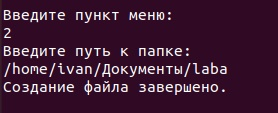 Введите пункт меню:
2
Введите путь к папке:
/home/ivan/Документы/laba
Создание файла завершено.